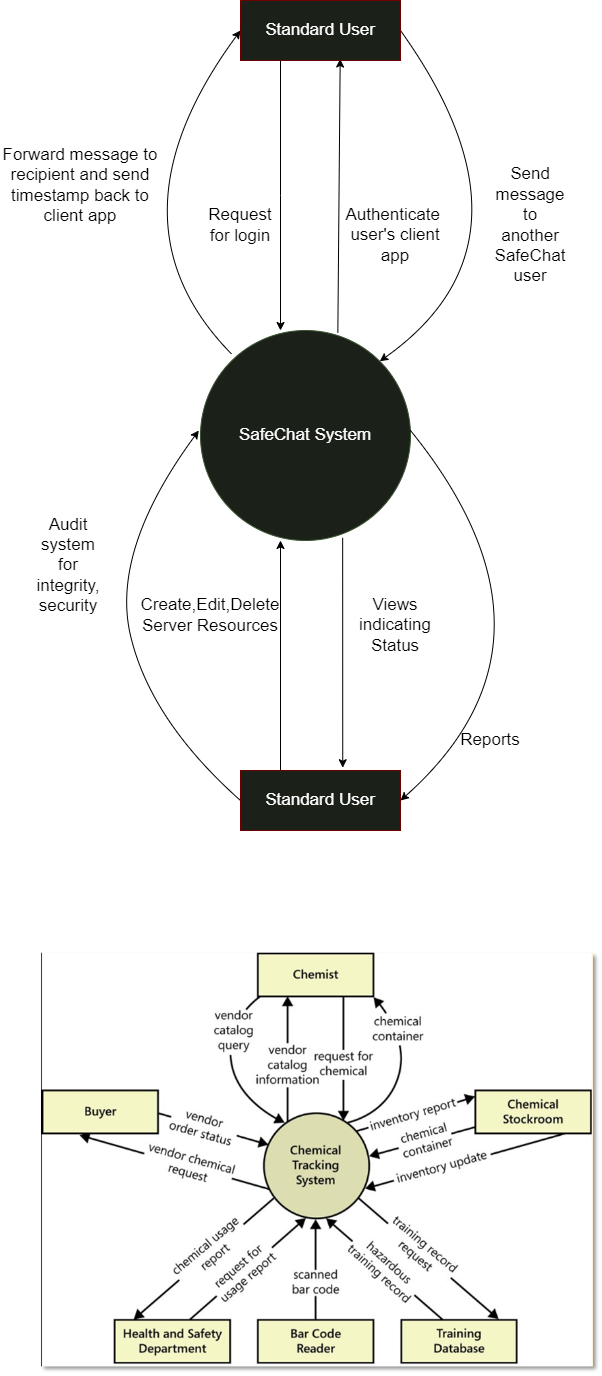 Standard User
Forward message to
recipient and send
timestamp back to
client app
Request
for login
Authenticate
user's client
app
Send
message
to
another
SafeChat
user
SafeChat System
Audit
system
for
integrity,
security
Create,Edit,Delete
Server Resources
Views
indicating
Status
Reports
Standard User
Chemist
vendor
catalog
query
vendor
catalog
information
request for
chemical
chemical
container
Buyer
vendor
order status
vendor chemical
request
Chemical
Tracking
System
inventory report
chemical
container
inventory update
Chemical
Stockroom
chemical usage
report
request for
usage report
scanned
bar code
hazardous
training record
training record
request
Health and Safety
Department
Bar Code
Reader
Training
Database